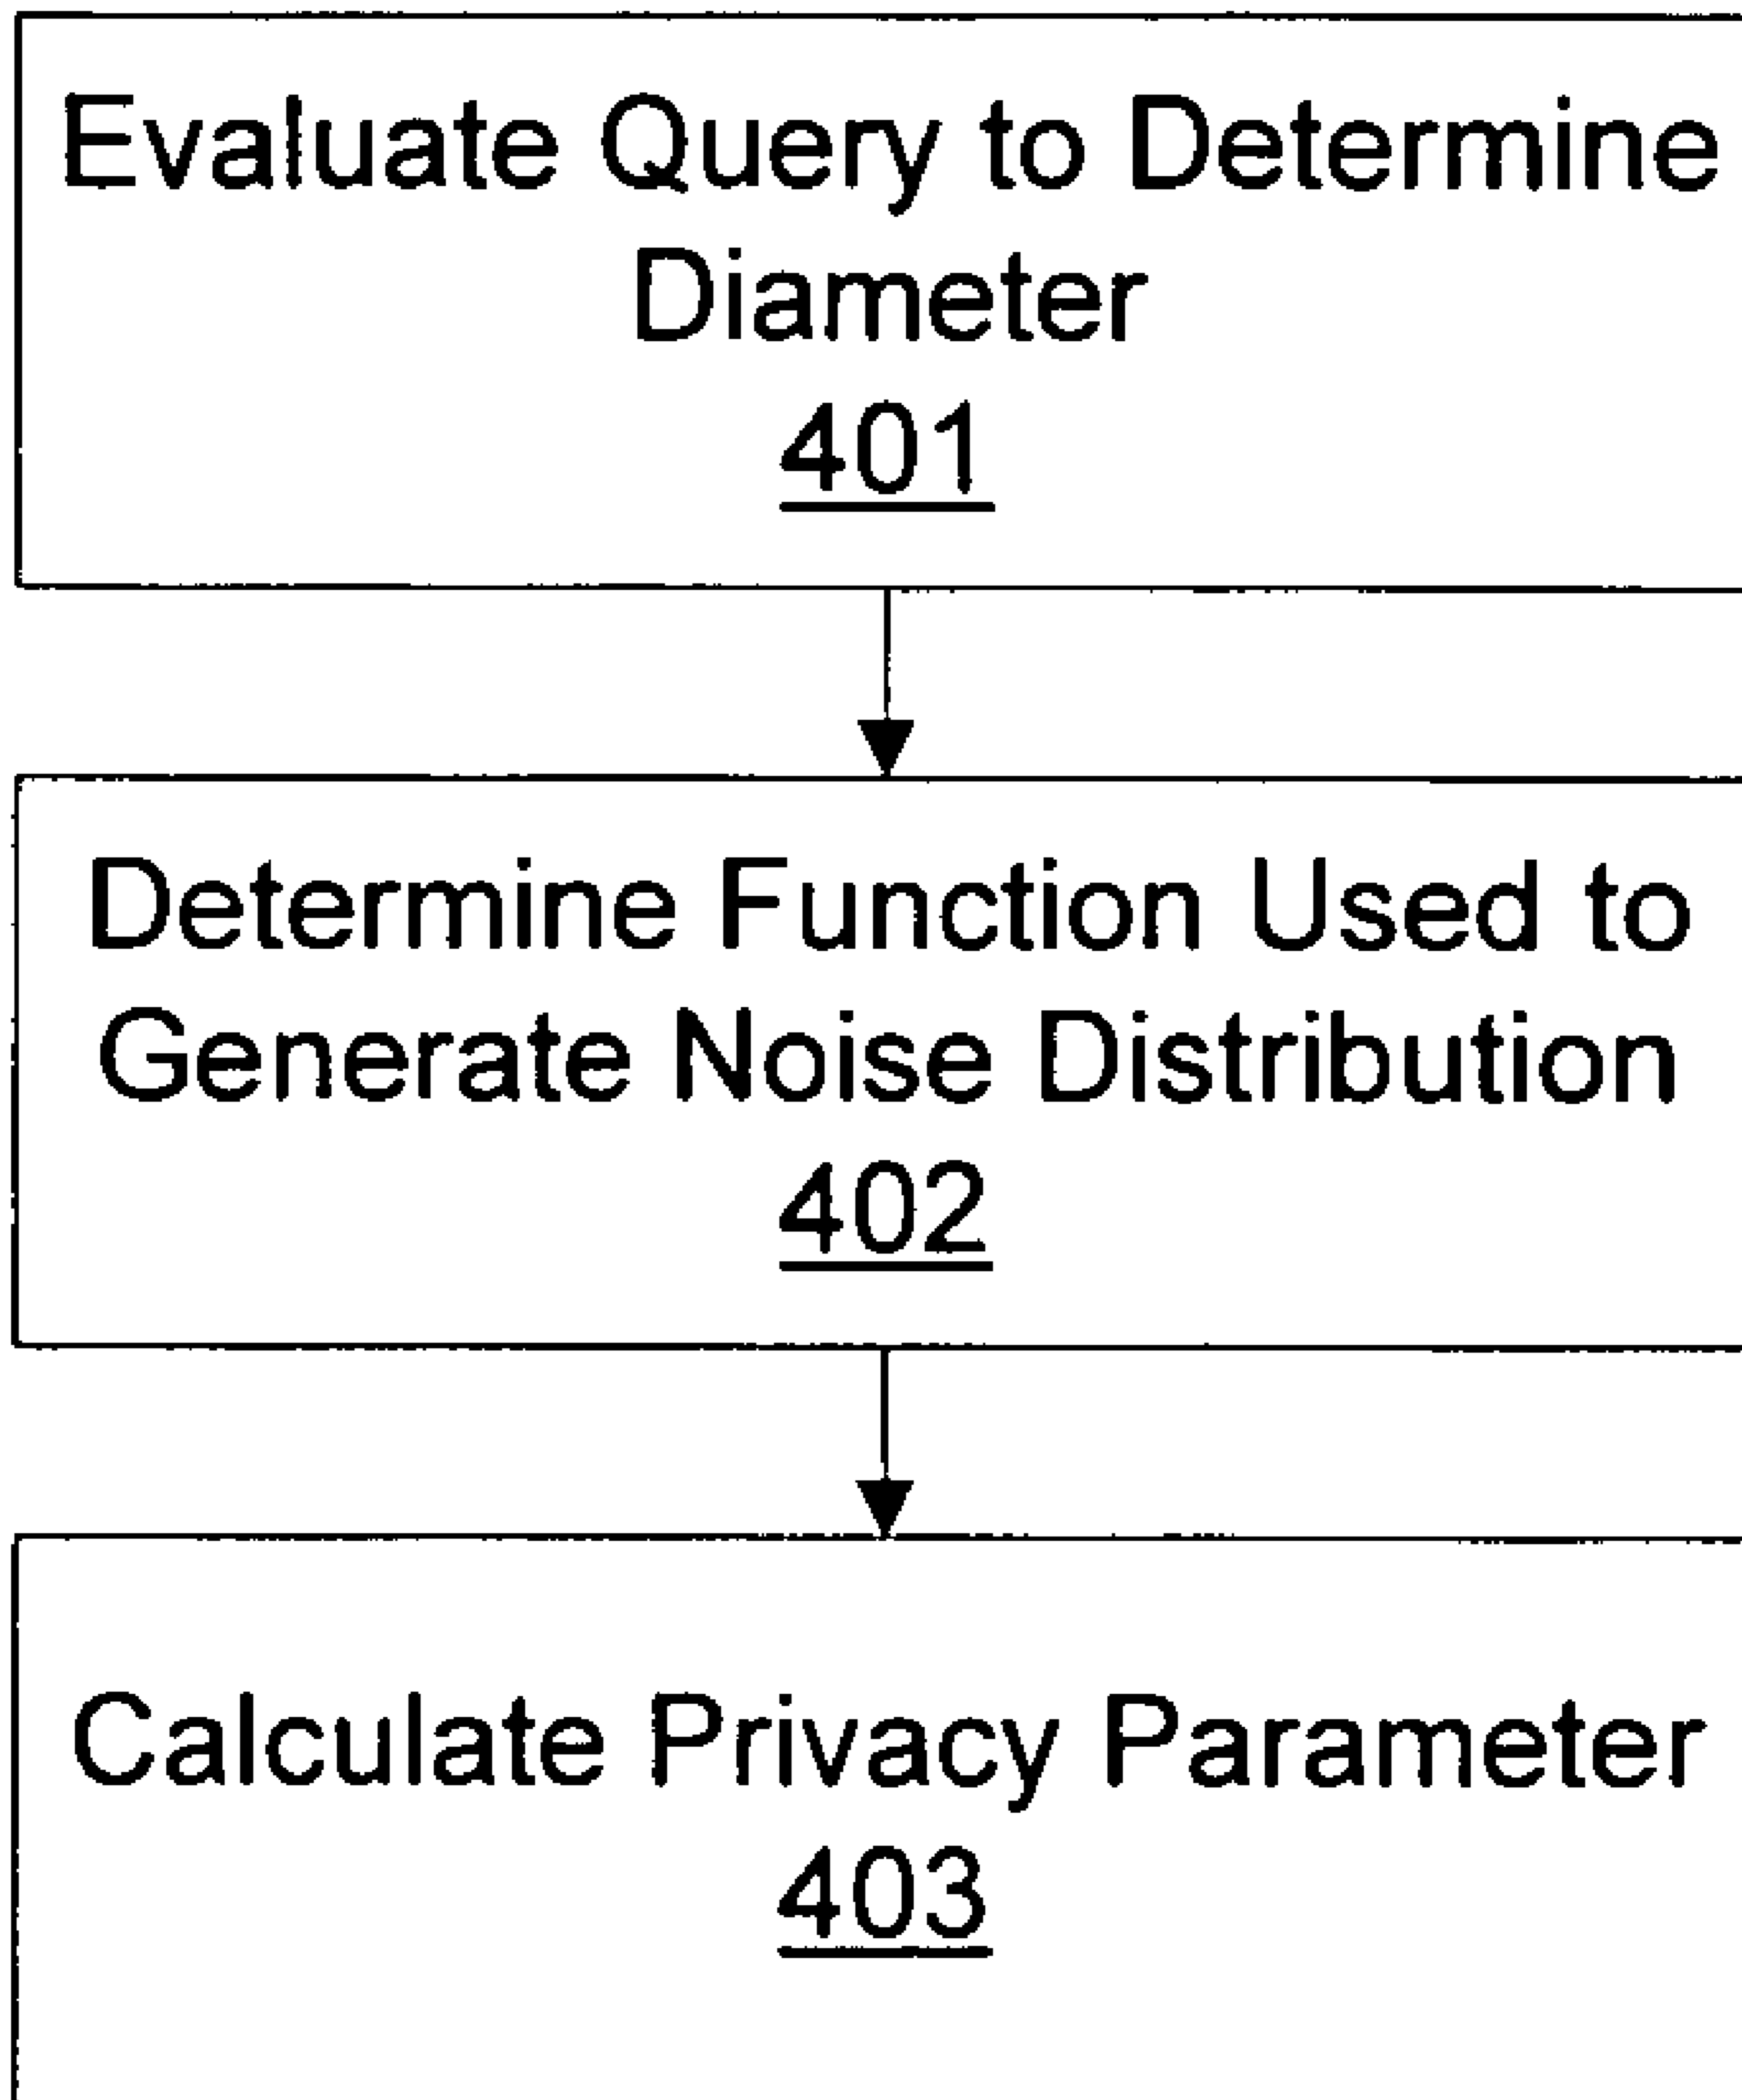 Evaluate Query to Determine
Diameter
401
Determine Function Used to
Generate Noise Distribution
402
Calculate Privacy Parameter
403